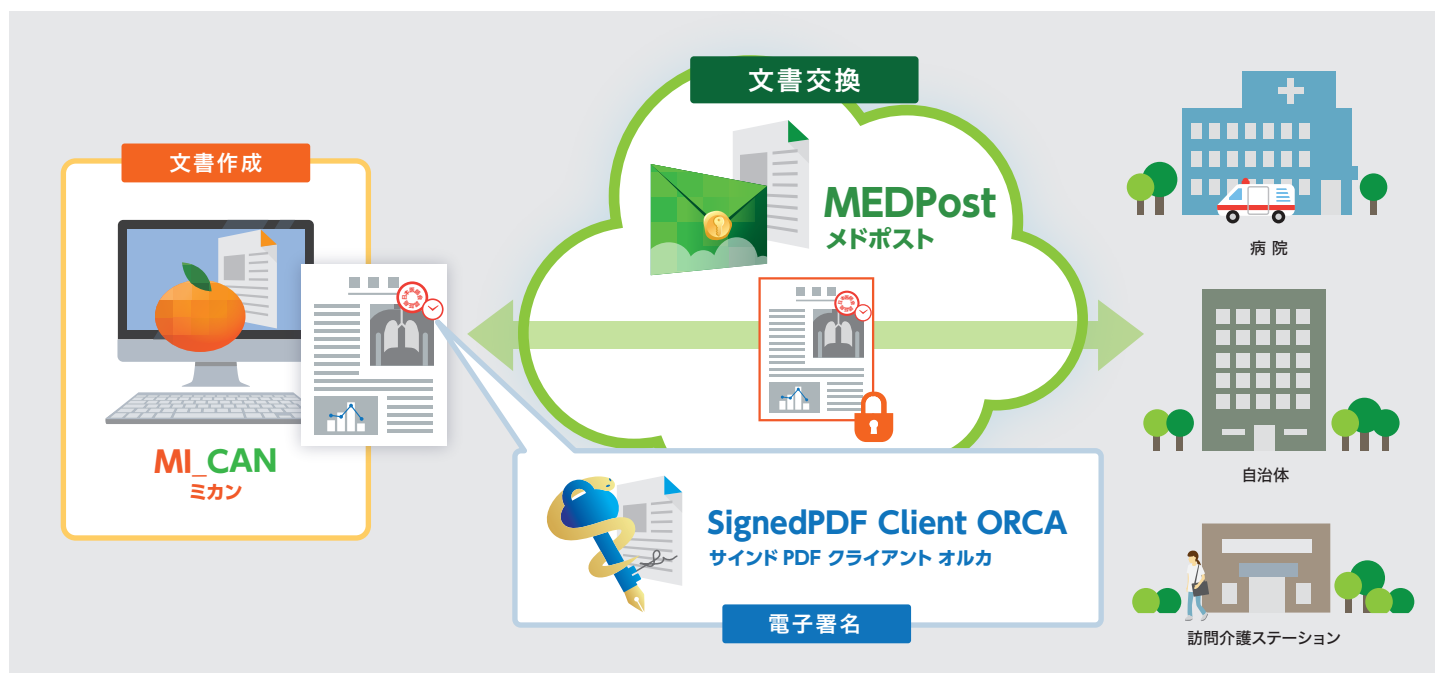 文書作成
MI_CAN
ミカン
文書交換
MEDPost
メドポスト
SignedPDF Client ORCA
サインド PDF クライアント オルカ
電子署名
病 院
自治体
訪問介護ステーション